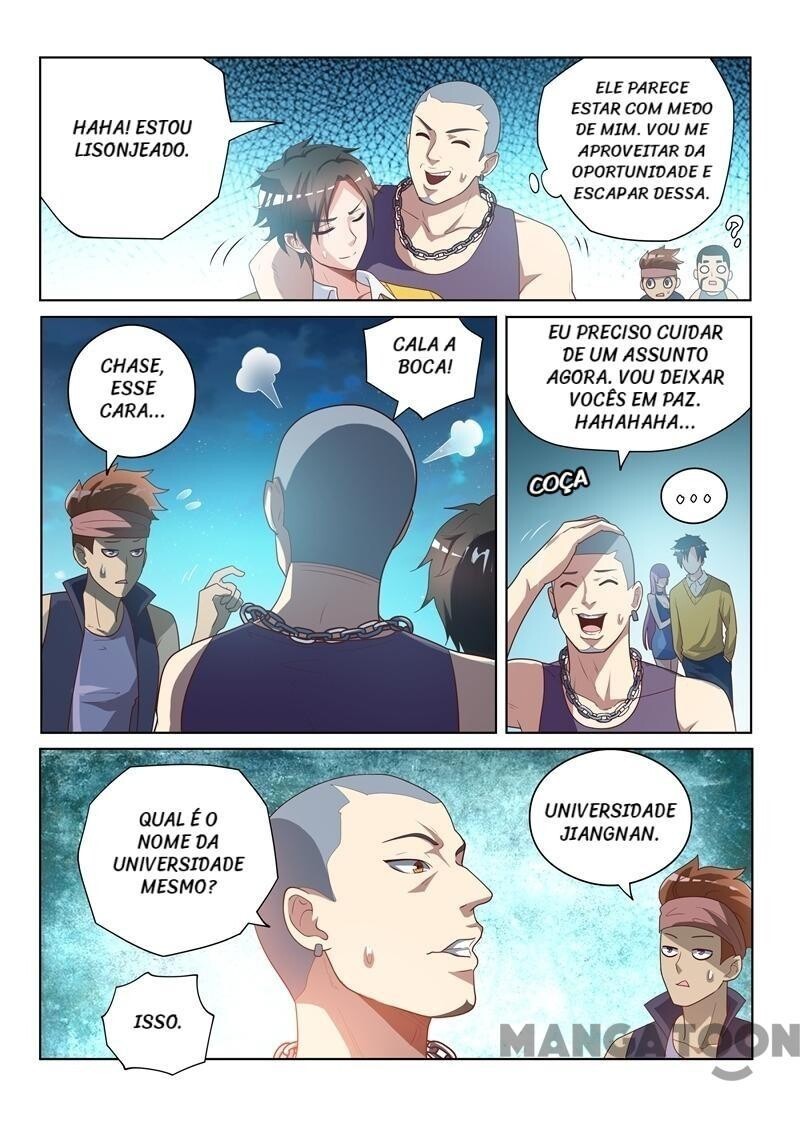 HAHA! ESTOU
LISONJEADO.
ELE PARECE
ESTAR COM MEDO
DE MIM. VOU ME
APROVEITAR DA
OPORTUNIDADE E
ESCAPAR DESSA.
?
CHASE,
ESSE
CARA...
CALA A
BOCA!
EU PRECISO CUIDAR
DE UM ASSUNTO
AGORA. VOU DEIXAR
VOCÊS EM PAZ.
HAHAHAHA...
COÇA
...
QUAL É O
NOME DA
UNIVERSIDADE
MESMO?
UNIVERSIDADE
JIANGNAN.
ISSO.
MANGATOON